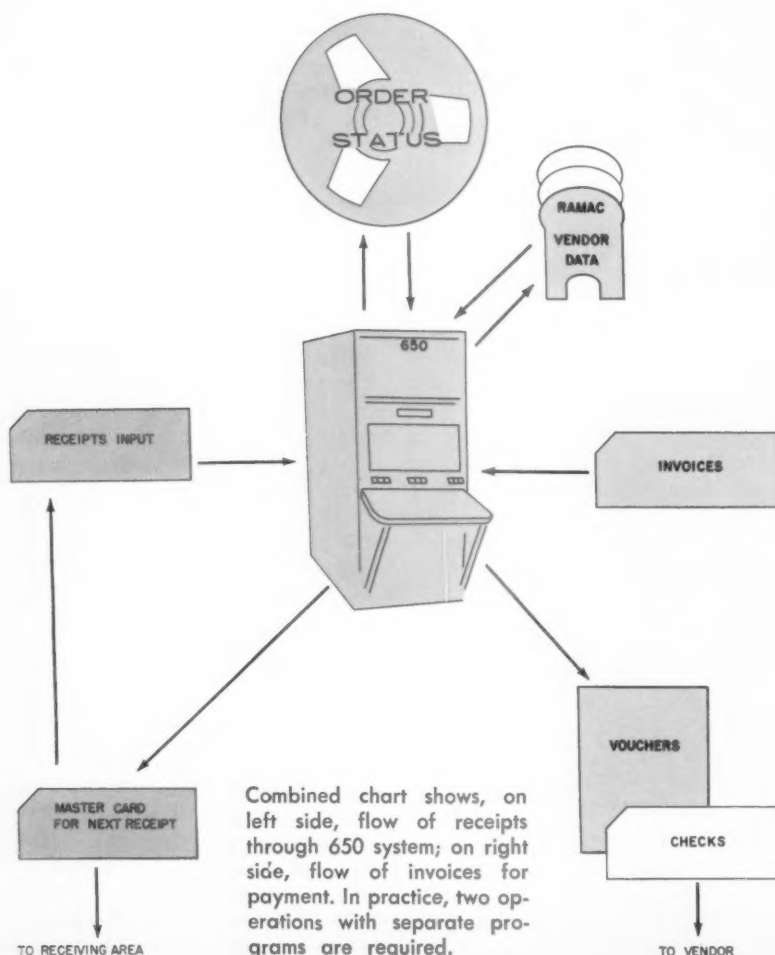 ORDER
STATUS
RAMAC
VENDOR
DATA
650
RECEIPTS INPUT
INVOICES
VOUCHERS
MASTER CARD
FOR NEXT RECEIPT
CHECKS
Combined chart shows, on
left side, flow of receipts
through 650 system; on right
side, flow of invoices for
payment. In practice, two op-
erations with separate pro-
grams are required.
TO RECEIVING AREA
TO VENDOR